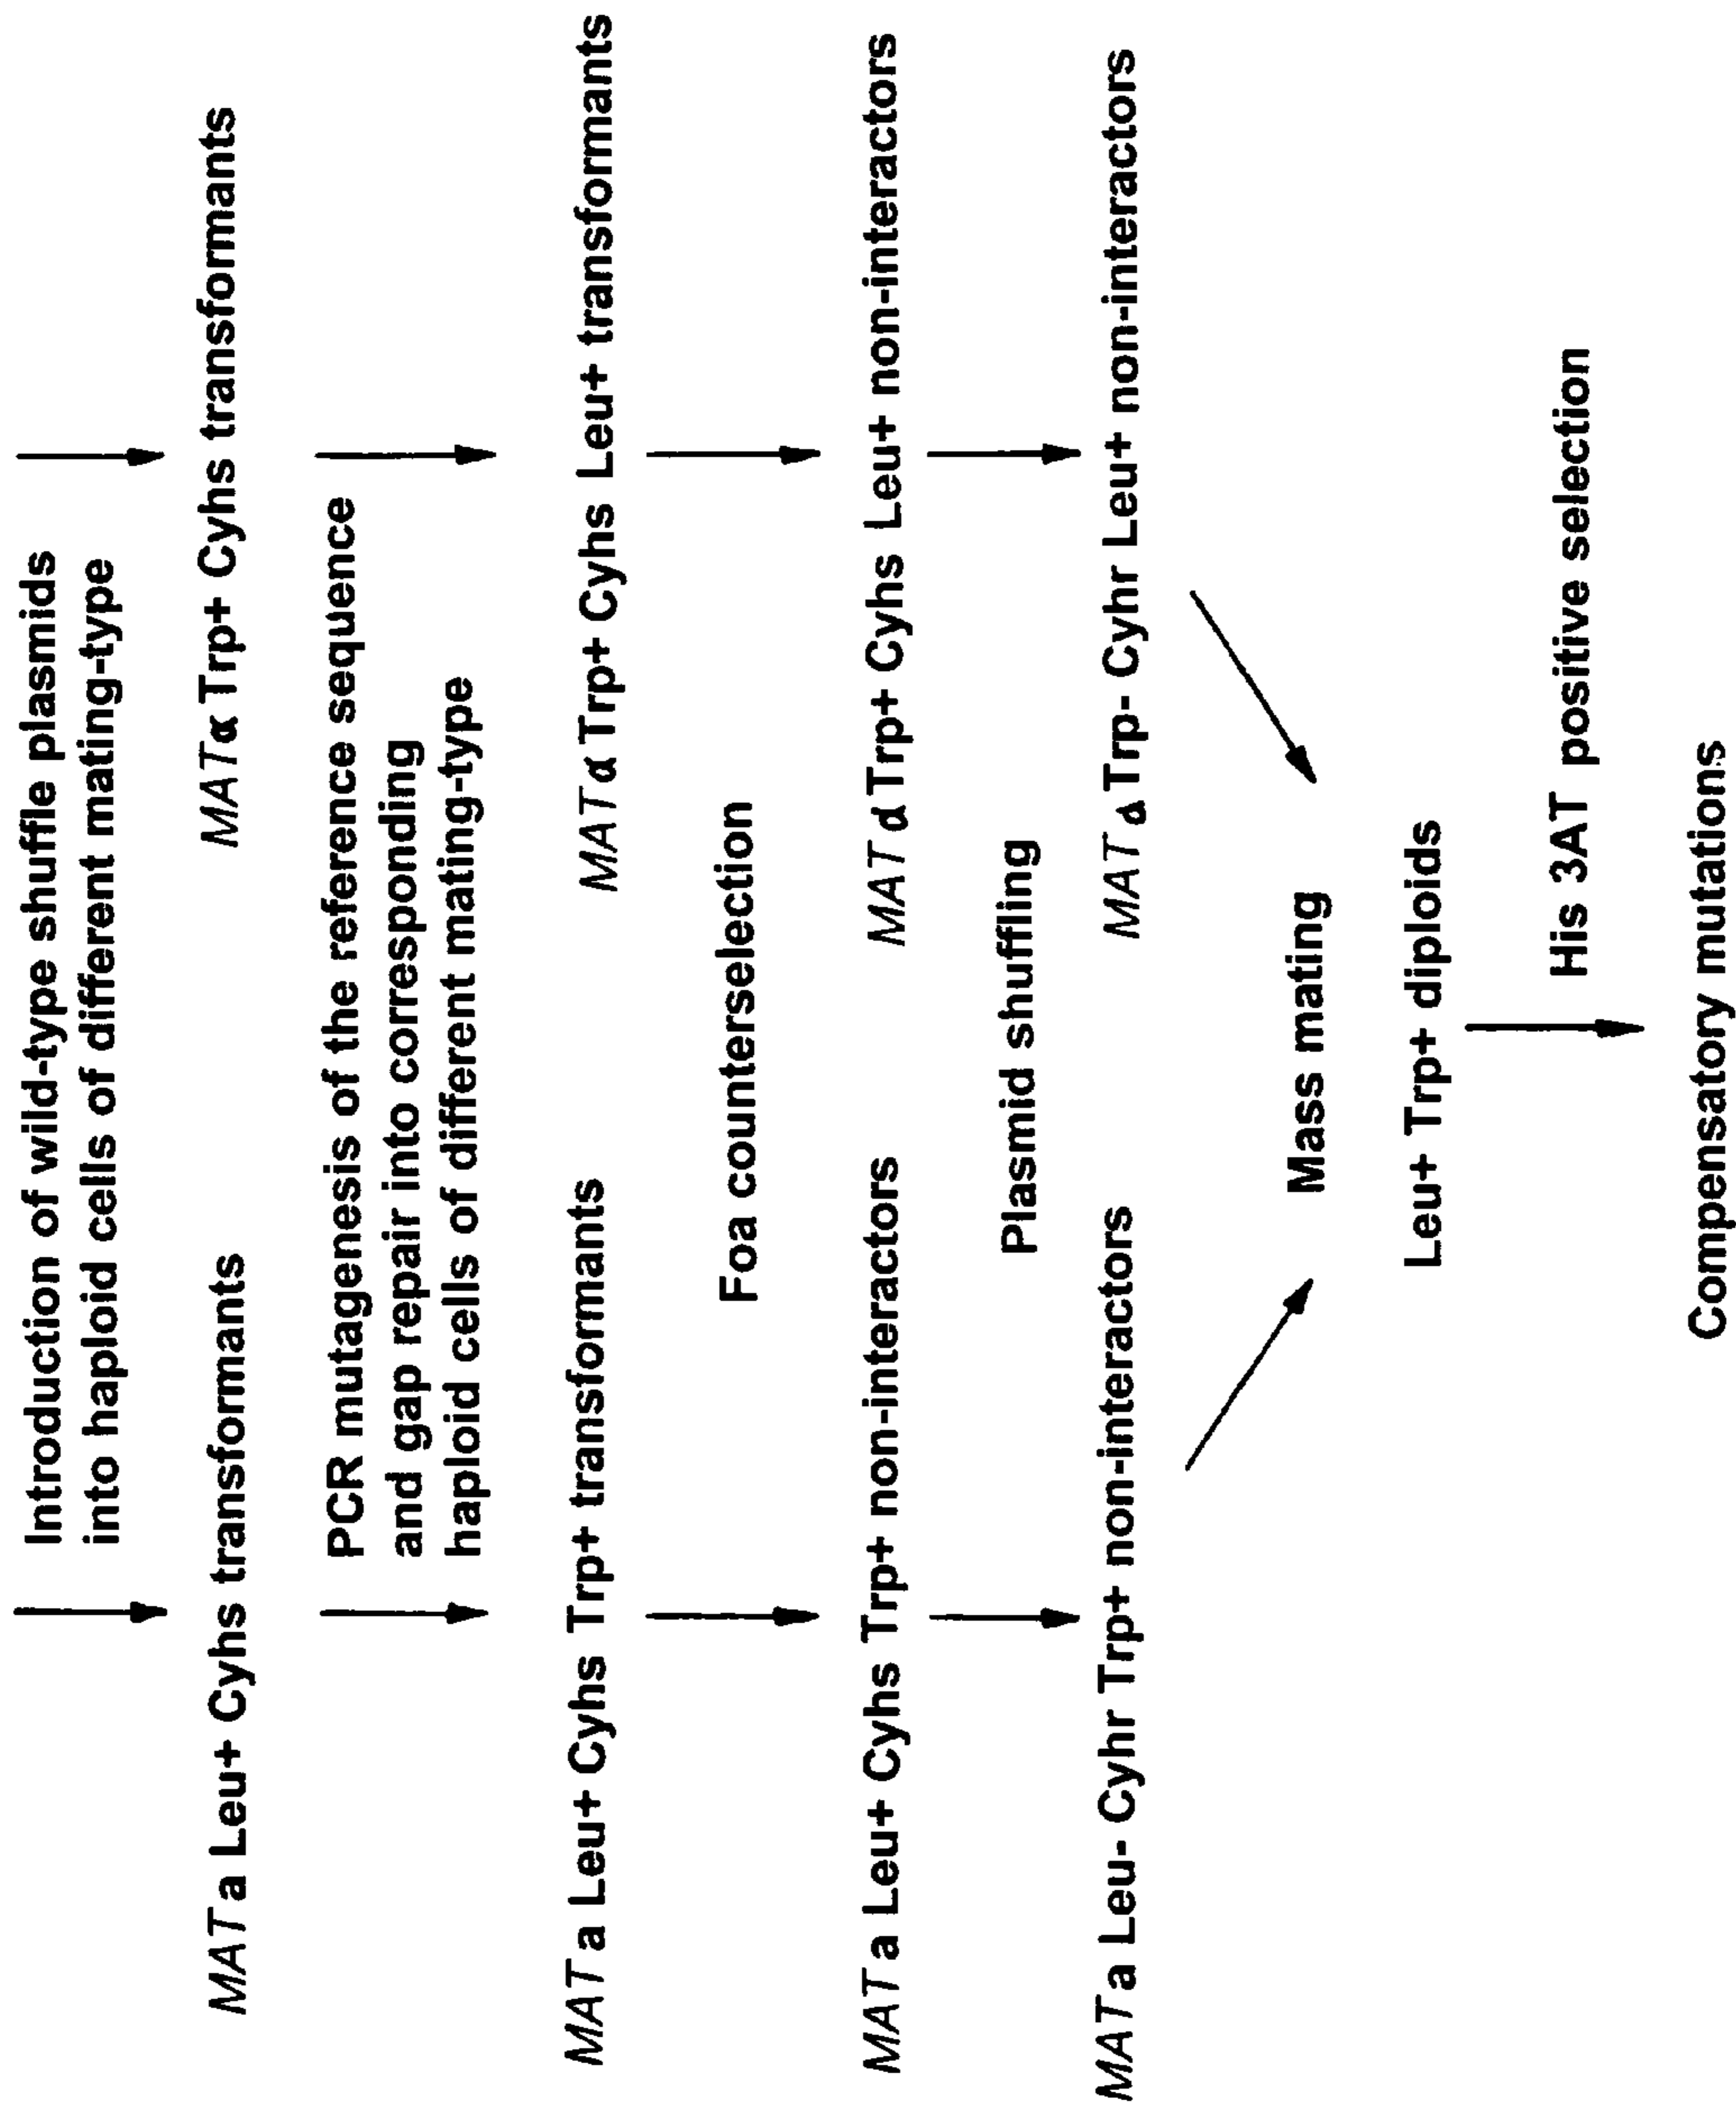 Introduction of wild-type shuffle plasmids
into haploid cells of different mating-type
MATa Leu+ Cyhs transformants
MATα Trp+ Cyhs transformants
PCR mutagenesis of the reference sequence
and gap repair into corresponding
haploid cells of different mating-type
MATa Leu+ Cyhs Trp+ transformants
MATα Trp+ Cyhs Leu+ transformants
Foa counterselection
MATa Leu+ Cyhs Trp+ non-interactors
MATα Trp+ Cyhs Leu+ non-interactors
Plasmid shuffling
MATa Leu- Cyhr Trp+ non-interactors
MATα Trp- Cyhr Leu+ non-interactors
Mass mating
Leu+ Trp+ diploids
His 3AT positive selection
Compensatory mutations